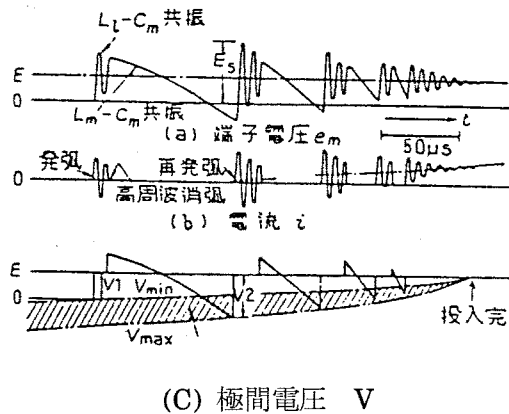 Lℓ-Cm共振
E
Es
0
Lm-Cm共振
t
(a) 端子電圧em
50μs
発弧
再発弧
0
高周波消弧
(b) 電流 i
E
V1 Vmin
V2
0
Vmax
投入完
(C) 極間電圧 V